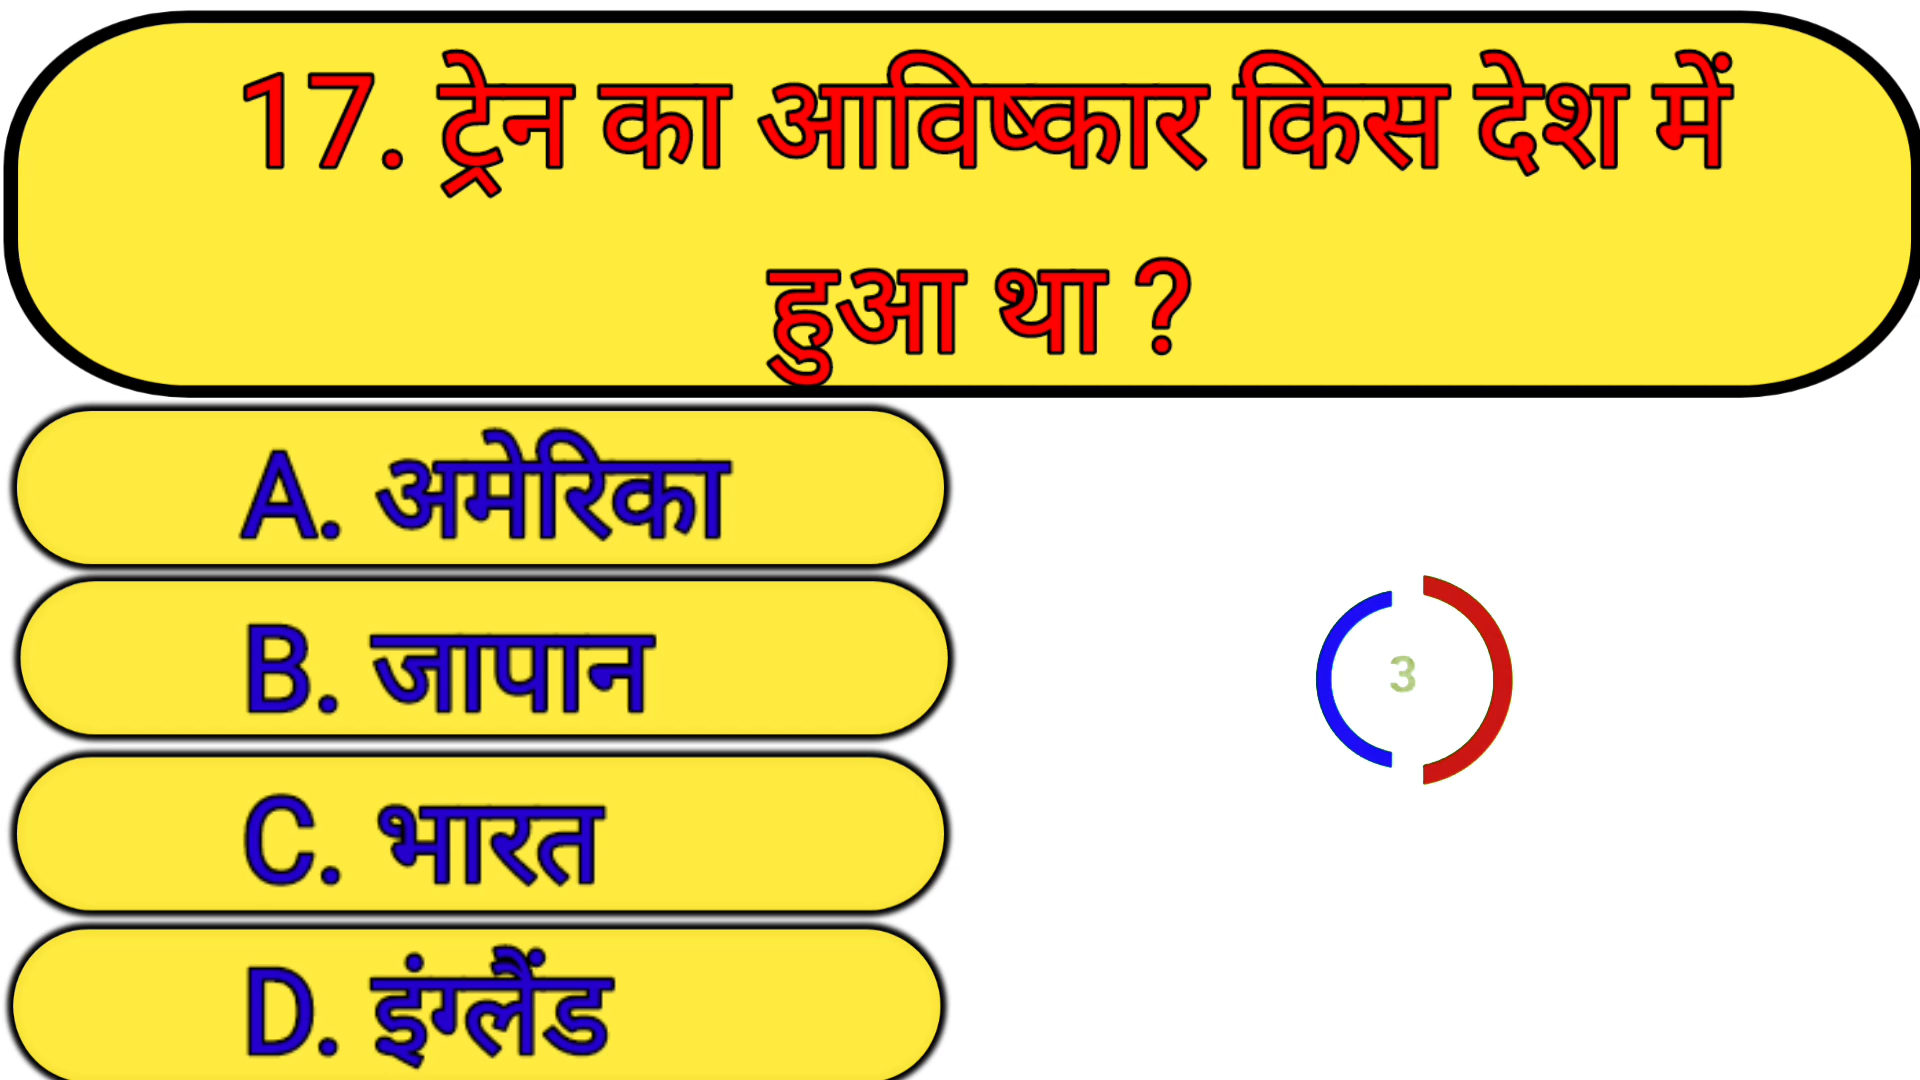 17. ट्रेन का आविष्कार किस देश में
हुआ था ?
A. अमेरिका
B. जापान
3
C. भारत
D. इंग्लैंड